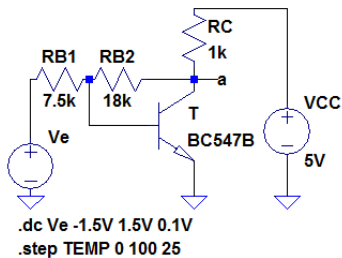 RC
1k
RB1
RB2
a
7.5k
18k
T
VCC
Ve
BC547B
5V
.dc Ve -1.5V 1.5V 0.1V
.step TEMP 0 100 25